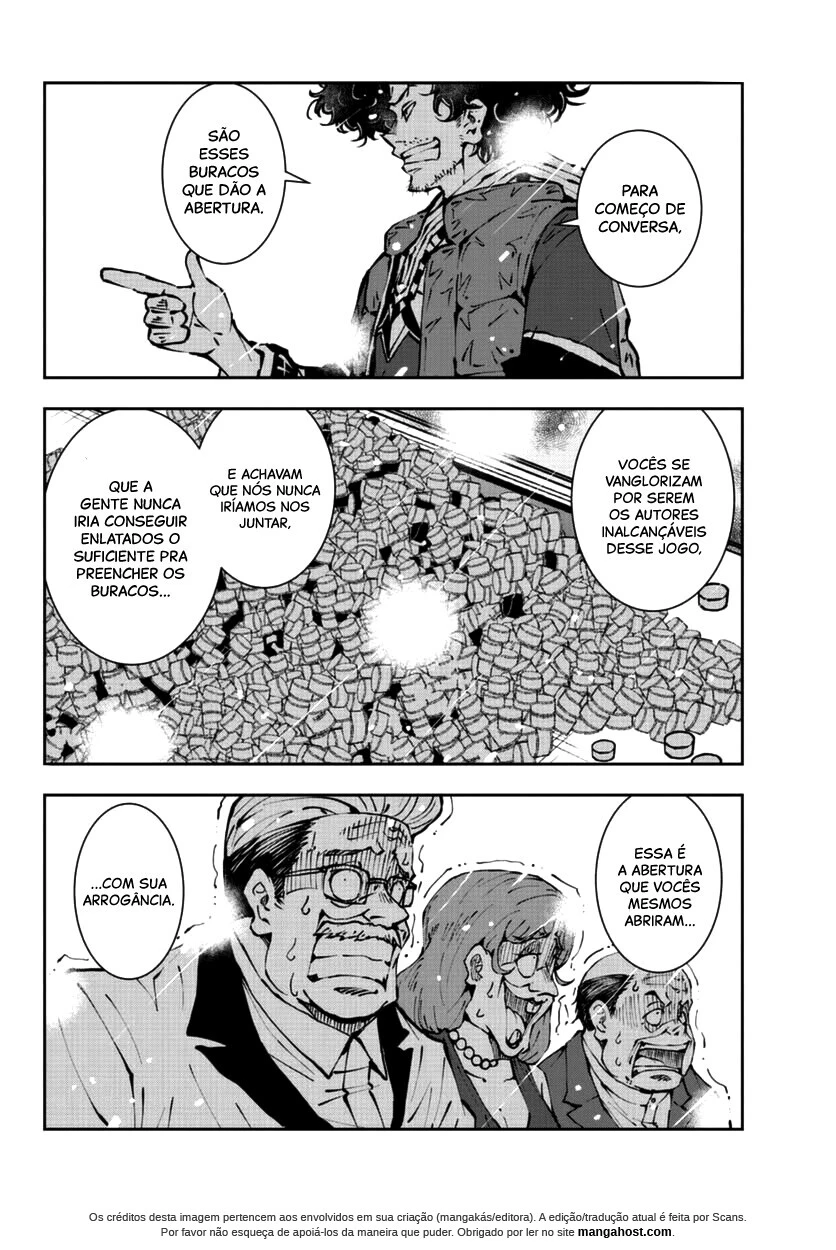 PARA
COMEÇO DE
CONVERSA,
SÃO
ESSES
BURACOS
QUE DÃO A
ABERTURA.
VOCÊS SE
VANGLORIZAM
POR SEREM
OS AUTORES
INALCANÇÁVEIS
DESSE JOGO,
E ACHAVAM
QUE NÓS NUNCA
IRÍAMOS NOS
JUNTAR,
QUE A
GENTE NUNCA
IRIA CONSEGUIR
ENLATADOS O
SUFICIENTE PRA
PREENCHER OS
BURACOS...
ESSA É
A ABERTURA
QUE VOCÊS
MESMOS
ABRIRAM...
...COM SUA
ARROGÂNCIA.
Os créditos desta imagem pertencem aos envolvidos em sua criação (mangakás/editora). A edição/tradução atual é feita por Scans.
Por favor não esqueça de apoiá-los da maneira que puder. Obrigado por ler no site mangahost.com.